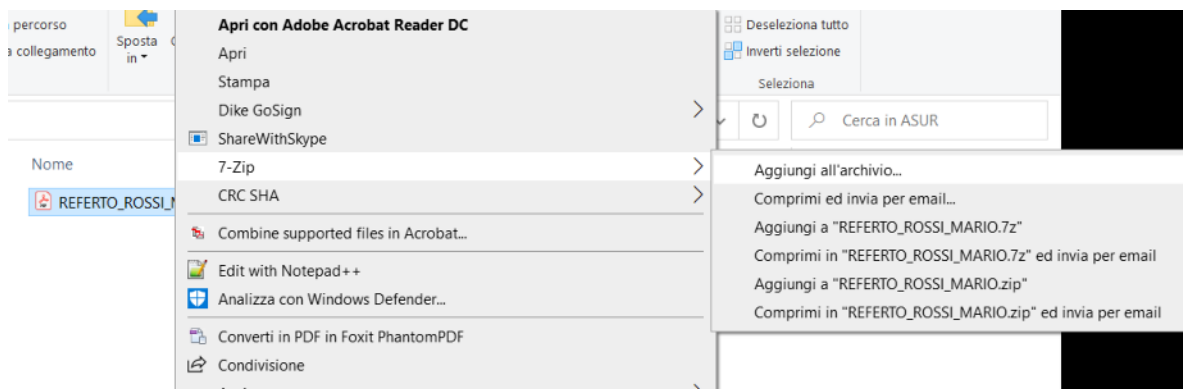 percorso
collegamento
Sposta
in
Deseleziona tutto
Inverti selezione
Seleziona
Cerca in ASUR
Nome
REFERTO_ROSSI_
Apri con Adobe Acrobat Reader DC
Apri
Stampa
Dike GoSign
ShareWithSkype
7-Zip
CRC SHA
Combine supported files in Acrobat...
Edit with Notepad++
Analizza con Windows Defender...
Converti in PDF in Foxit PhantomPDF
Condivisione
Aggiungi all'archivio...
Comprimi ed invia per email...
Aggiungi a "REFERTO_ROSSI_MARIO.7z"
Comprimi in "REFERTO_ROSSI_MARIO.7z" ed invia per email
Aggiungi a "REFERTO_ROSSI_MARIO.zip"
Comprimi in "REFERTO_ROSSI_MARIO.zip" ed invia per email